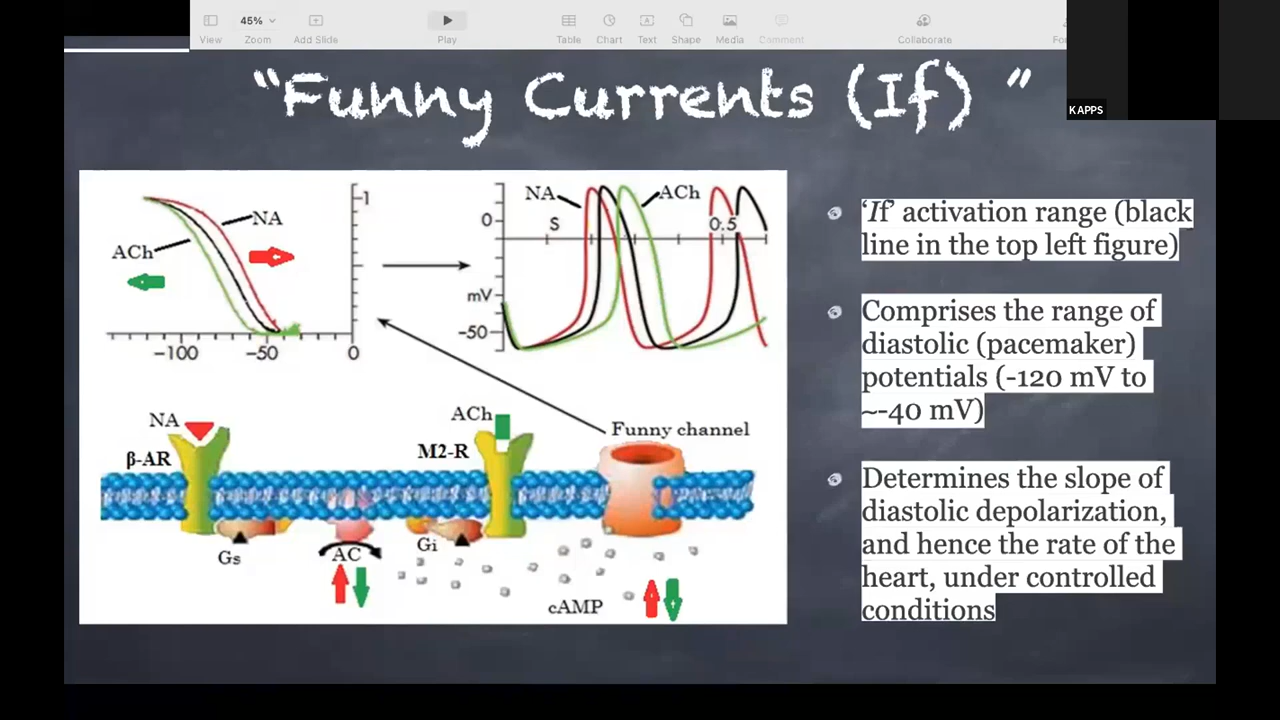 45%
View
Zoom
Add Slide
Play
Table
Chart
Text
Shape
Media
Comment
Collaborate
KAPPS
“Funny Currents (If) ”
1
NA
ACh
−100
−50
0
NA
ACh
0
S
0.5
mV
−50
NA
β-AR
ACh
M2-R
Funny channel
Gs
AC
Gi
cAMP
‘If’ activation range (black
line in the top left figure)
Comprises the range of
diastolic (pacemaker)
potentials (-120 mV to
~-40 mV)
Determines the slope of
diastolic depolarization,
and hence the rate of the
heart, under controlled
conditions